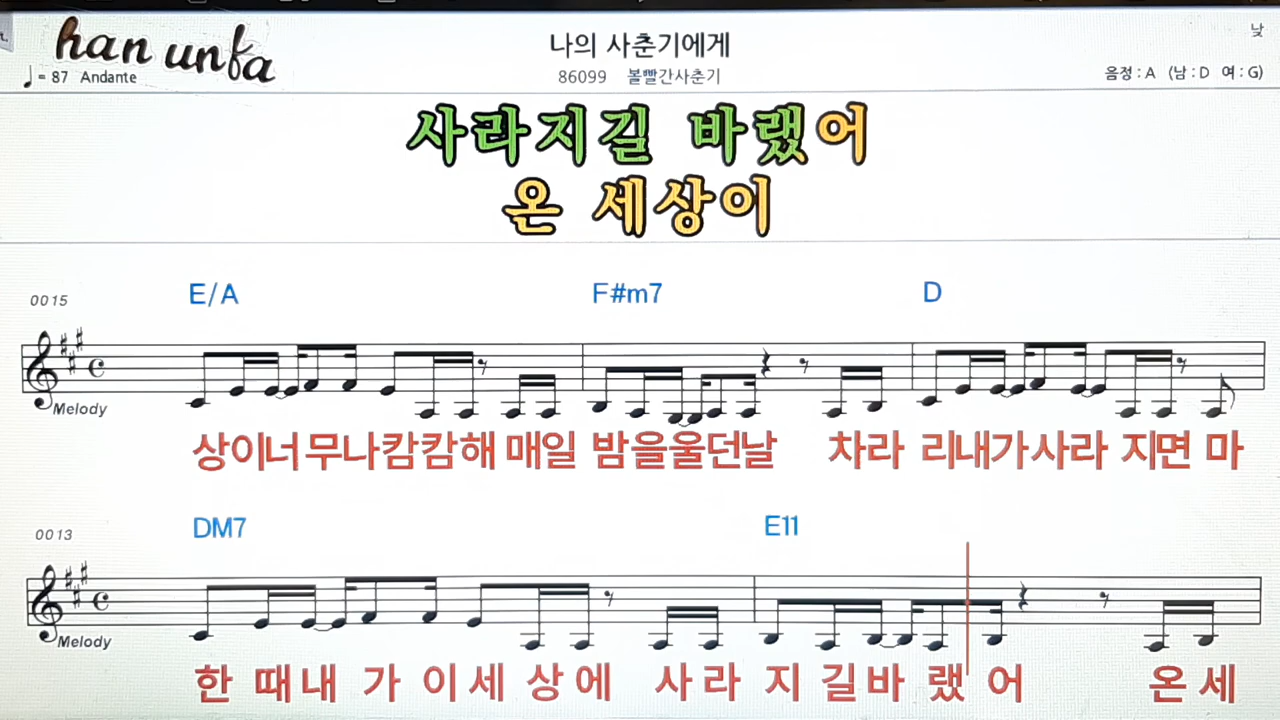 han unfa
♩= 87 Andante
나의 사춘기에게
86099 볼빨간사춘기
낮
음정 : A (남 : D 여 : G)
사라지길 바랬어
온 세상이
0015
E/A F#m7 D
Melody
상이너무나캄캄해 매일 밤을울던날 차라 리내가사라 지면 마
0013
DM7 E11
Melody
한 때내 가 이세 상에 사라 지 길바 랬 어 온세